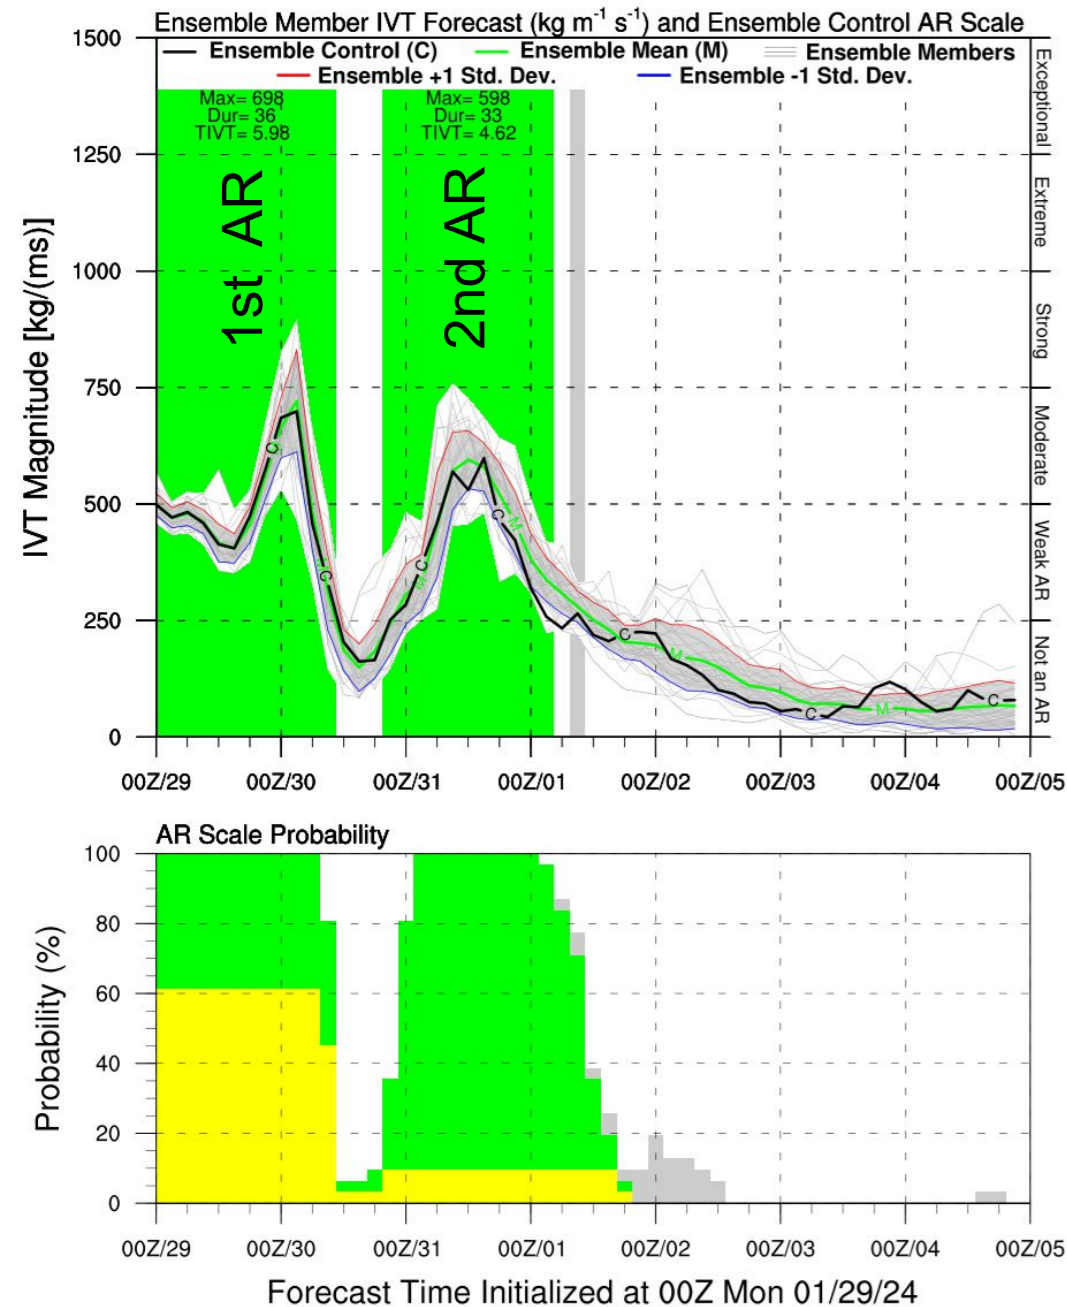 Ensemble Member IVT Forecast (kg m⁻¹ s⁻¹) and Ensemble Control AR Scale
Ensemble Control (C) Ensemble Mean (M) Ensemble Members
Ensemble +1 Std. Dev. Ensemble -1 Std. Dev.
Max= 698
Dur= 36
TIVT= 5.98
Max= 598
Dur= 33
TIVT= 4.62
1st AR
2nd AR
IVT Magnitude [kg/(ms)]
1500
1250
1000
750
500
250
0
Exceptional
Extreme
Strong
Moderate
Weak AR
Not an AR
C
C
C
C
C
C
C
M
M
M
M
00Z/29 00Z/30 00Z/31 00Z/01 00Z/02 00Z/03 00Z/04 00Z/05
AR Scale Probability
Probability (%)
100
80
60
40
20
0
00Z/29 00Z/30 00Z/31 00Z/01 00Z/02 00Z/03 00Z/04 00Z/05
Forecast Time Initialized at 00Z Mon 01/29/24